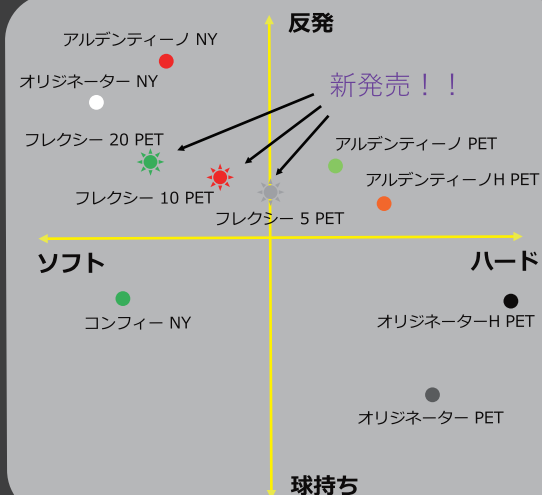 反発
アルデンティーノ NY
オリジネーター NY
新発売！！
フレクシー 20 PET
アルデンティーノ PET
アルデンティーノH PET
フレクシー 10 PET
フレクシー 5 PET
ソフト
ハード
コンフィー NY
オリジネーターH PET
オリジネーター PET
球持ち